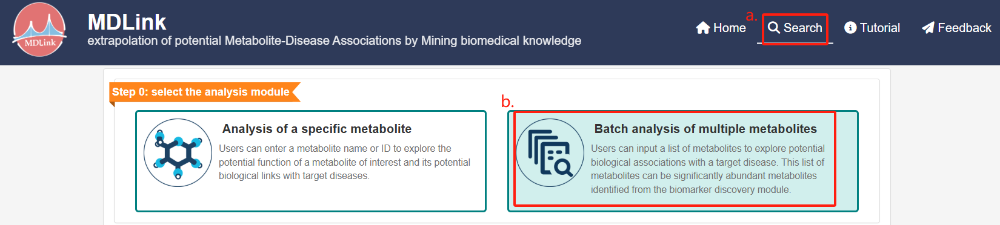 MDLink
MDLink
extrapolation of potential Metabolite-Disease Associations by Mining biomedical knowledge
Home
a.
Search
Tutorial
Feedback
Step 0: select the analysis module
Analysis of a specific metabolite
Users can enter a metabolite name or ID to explore the
potential function of a metabolite of interest and its potential
biological links with target diseases.
b.
Batch analysis of multiple metabolites
Users can input a list of metabolites to explore potential
biological associations with a target disease. This list of
metabolites can be significantly abundant metabolites
identified from the biomarker discovery module.